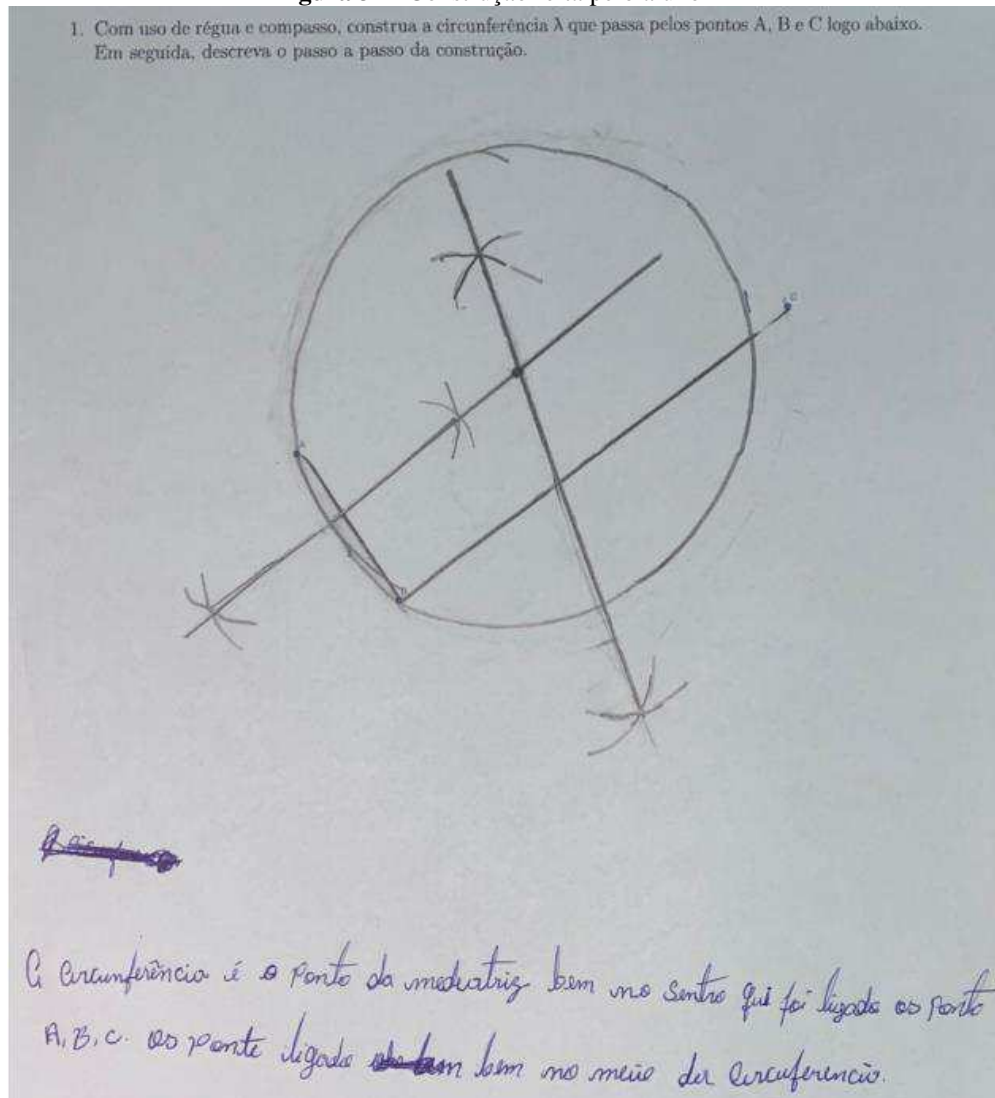 1. Com uso de régua e compasso, construa a circunferência λ que passa pelos pontos A, B e C logo abaixo.
Em seguida, descreva o passo a passo da construção.
C
A
B
A circunferência é o Ponto da mediatriz bem no sentro qui foi ligado os Ponto
A, B, C. os ponto ligado bem no meio da circuferencia.